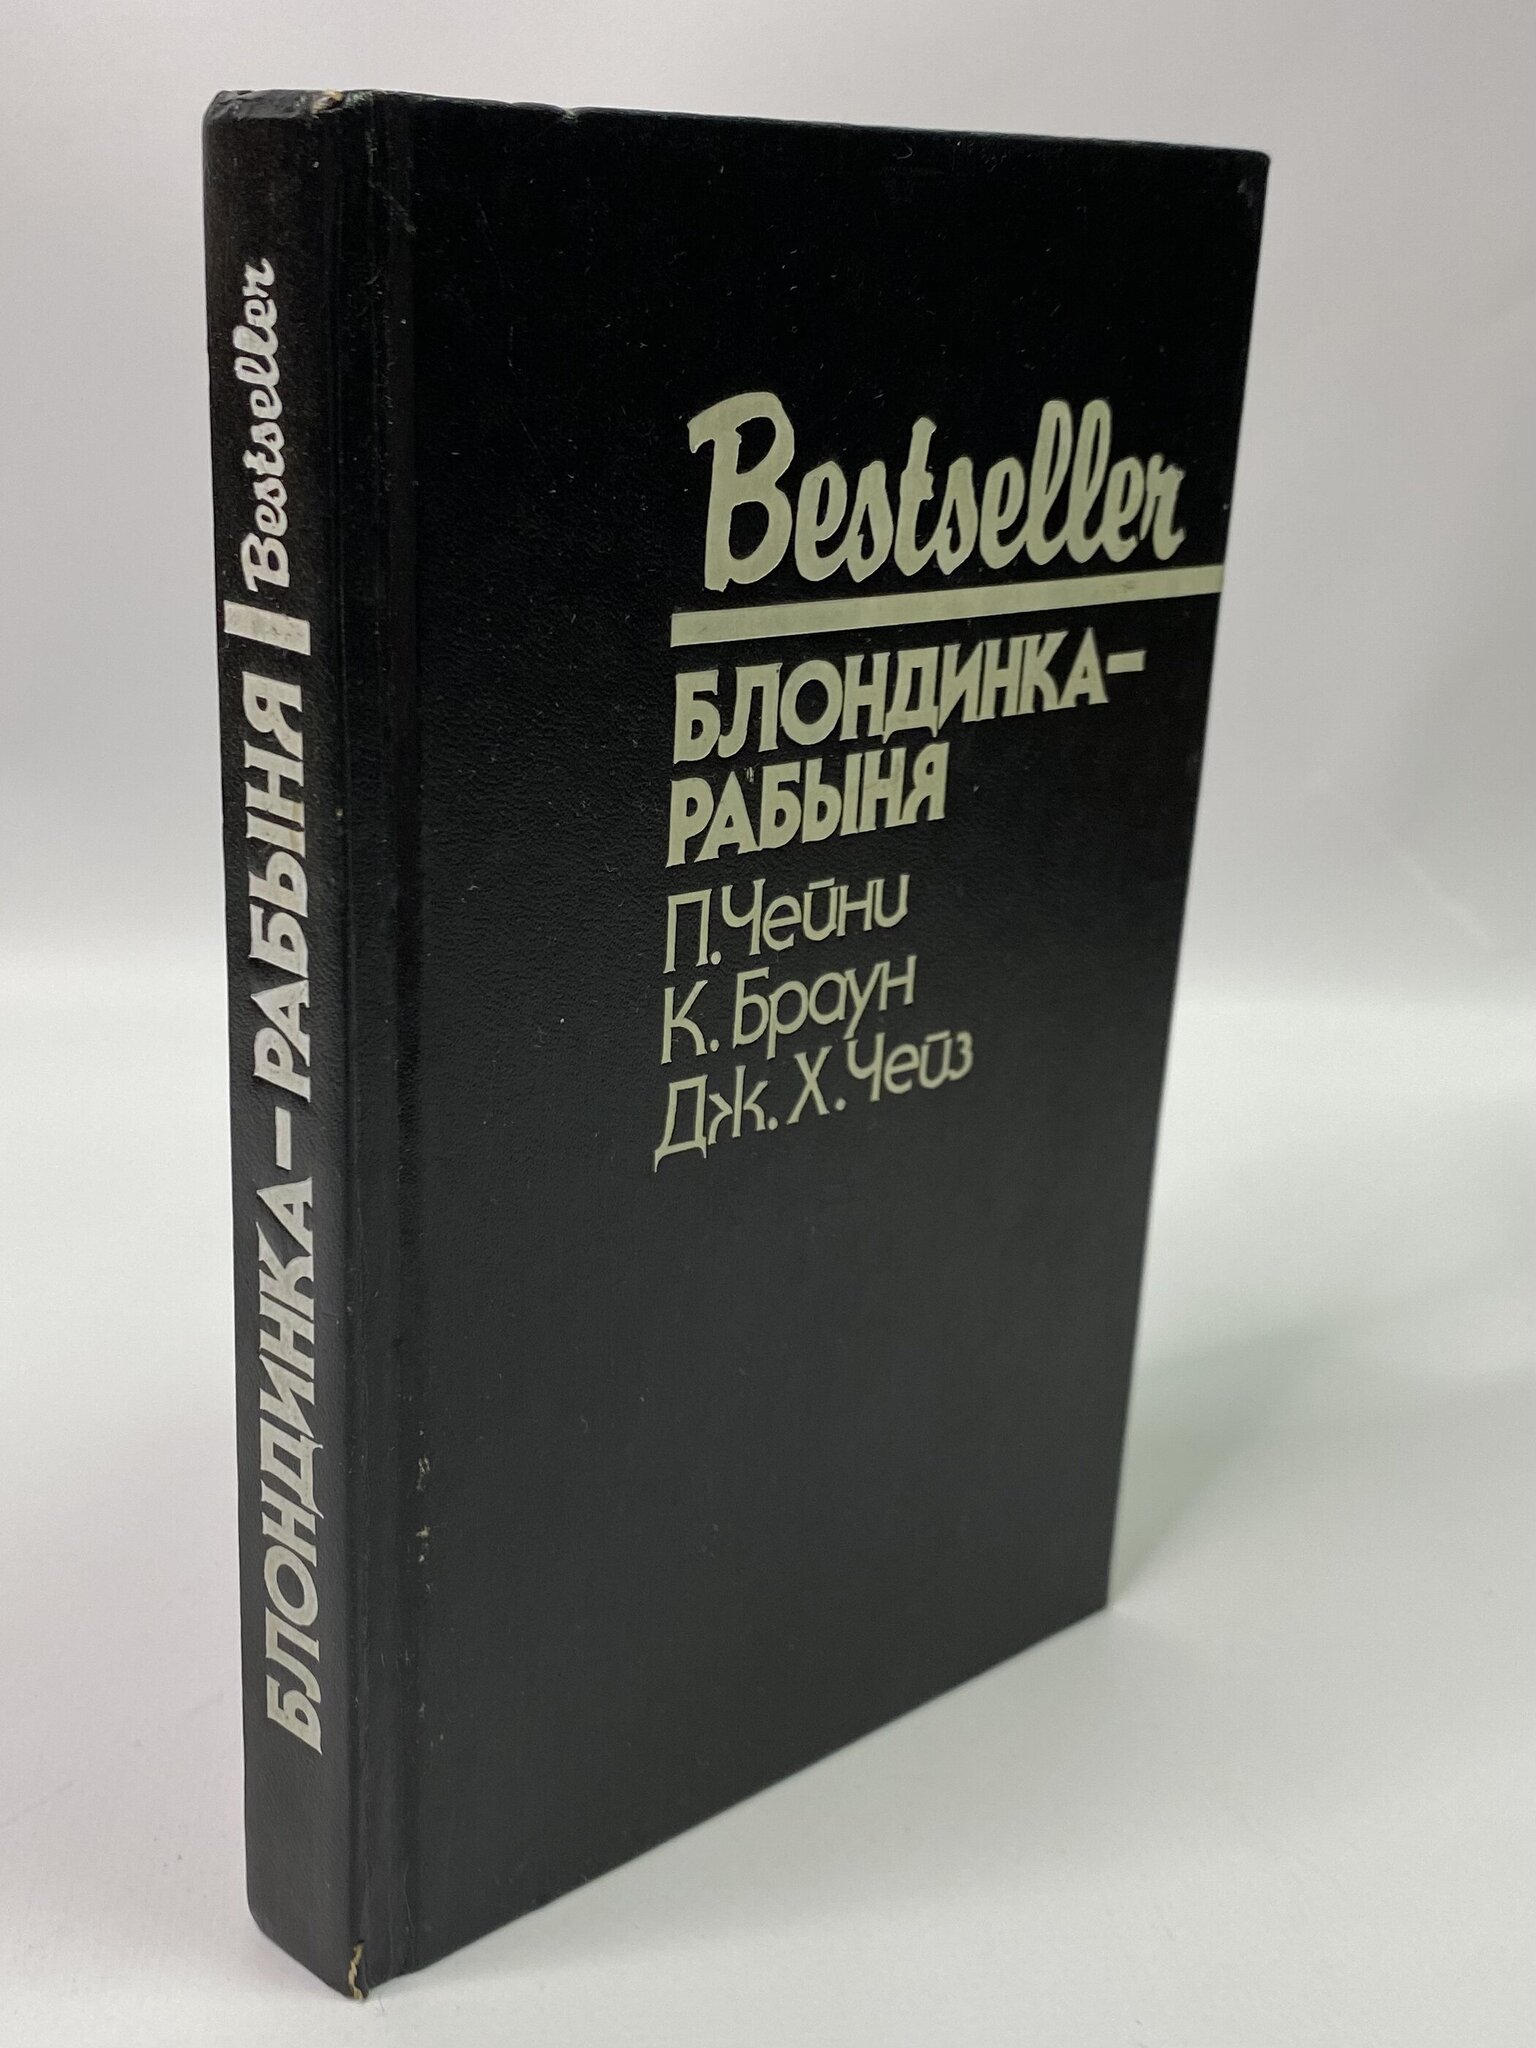 Bestseller
БЛОНДИНКА-
РАБЫНЯ
П. Чейни
К. Браун
Дж. Х. Чейз
БЛОНДИНКА-РАБЫНЯ | Bestseller